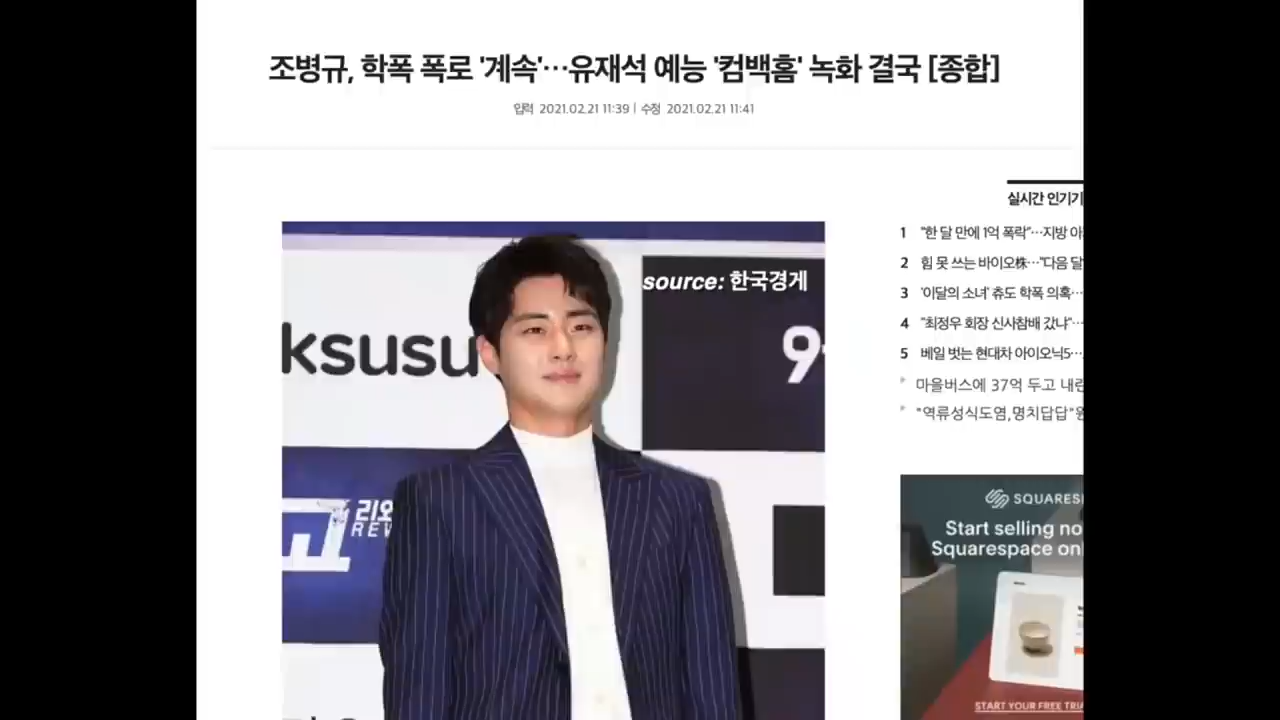 조병규, 학폭 폭로 '계속'…유재석 예능 '컴백홈' 녹화 결국 [종합]
입력 2021.02.21 11:39 | 수정 2021.02.21 11:41
실시간 인기기
source: 한국경게
ksusu
9
리
REV
1 "한 달 만에 1억 폭락"…지방 아
2 힘 못 쓰는 바이오株…"다음 달
3 '이달의 소녀' 츄도 학폭 의혹…
4 "최정우 회장 신사참배 갔냐"…
5 베일 벗는 현대차 아이오닉5…
마을버스에 37억 두고 내린
"역류성식도염,명치답답"원
SQUARES
Start selling no
Squarespace on
START YOUR FREE TRIA